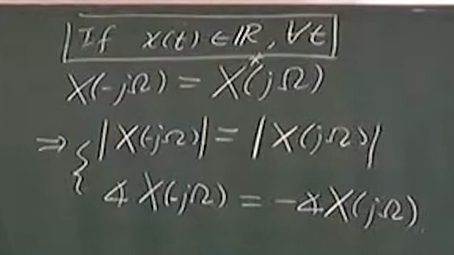 If x(t) ∈ ℝ, ∀t
X(-jΩ) = X*(jΩ)
⇒ { |X(-jΩ)| = |X(jΩ)|
∡X(-jΩ) = -∡X(jΩ)